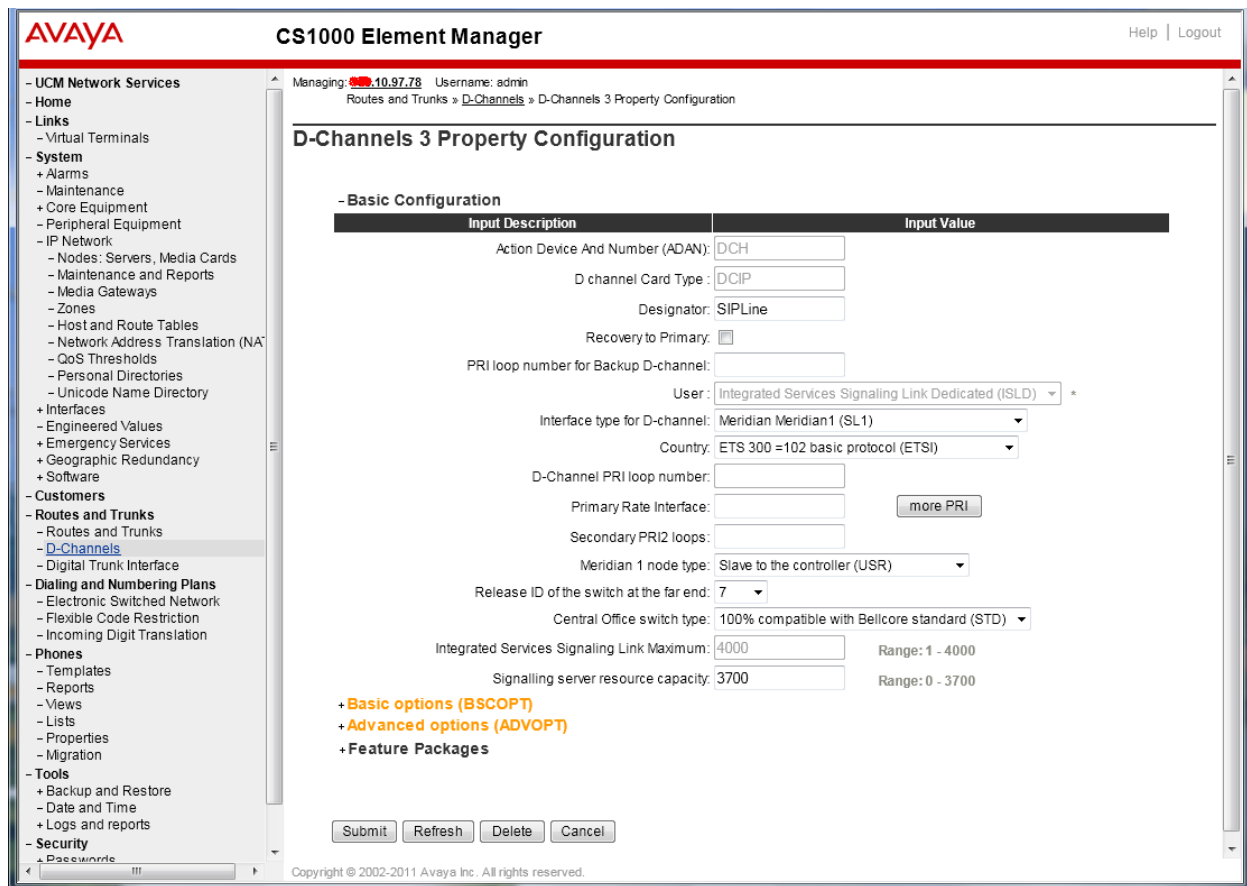 AVAYA
CS1000 Element Manager
Help | Logout
- UCM Network Services
- Home
- Links
- Virtual Terminals
- System
+ Alarms
- Maintenance
+ Core Equipment
- Peripheral Equipment
- IP Network
- Nodes: Servers, Media Cards
- Maintenance and Reports
- Media Gateways
- Zones
- Host and Route Tables
- Network Address Translation (NA
- QoS Thresholds
- Personal Directories
- Unicode Name Directory
+ Interfaces
- Engineered Values
+ Emergency Services
+ Geographic Redundancy
+ Software
- Customers
- Routes and Trunks
- Routes and Trunks
- D-Channels
- Digital Trunk Interface
- Dialing and Numbering Plans
- Electronic Switched Network
- Flexible Code Restriction
- Incoming Digit Translation
- Phones
- Templates
- Reports
- Views
- Lists
- Properties
- Migration
- Tools
+ Backup and Restore
- Date and Time
+ Logs and reports
- Security
+ Passwords
Managing: .10.97.78 Username: admin
Routes and Trunks » D-Channels » D-Channels 3 Property Configuration
D-Channels 3 Property Configuration
- Basic Configuration
Input Description Input Value
Action Device And Number (ADAN): DCH
D channel Card Type : DCIP
Designator: SIPLine
Recovery to Primary:
PRI loop number for Backup D-channel:
User : Integrated Services Signaling Link Dedicated (ISLD) *
Interface type for D-channel: Meridian Meridian1 (SL1)
Country: ETS 300 =102 basic protocol (ETSI)
D-Channel PRI loop number:
Primary Rate Interface: more PRI
Secondary PRI2 loops:
Meridian 1 node type: Slave to the controller (USR)
Release ID of the switch at the far end: 7
Central Office switch type: 100% compatible with Bellcore standard (STD)
Integrated Services Signaling Link Maximum: 4000 Range: 1 - 4000
Signalling server resource capacity: 3700 Range: 0 - 3700
+ Basic options (BSCOPT)
+ Advanced options (ADVOPT)
+ Feature Packages
Submit Refresh Delete Cancel
Copyright © 2002-2011 Avaya Inc. All rights reserved.